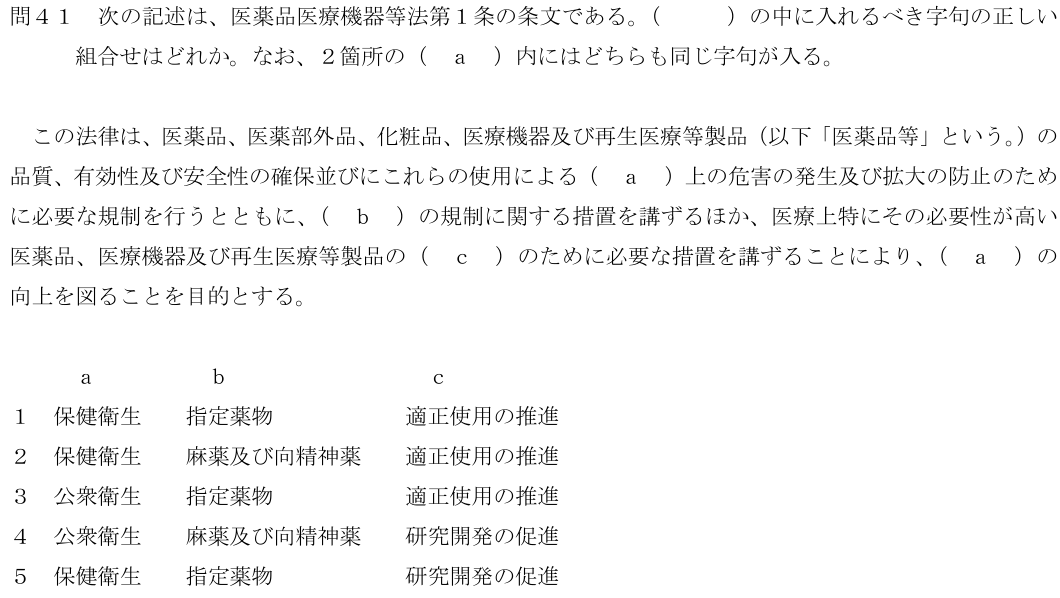 問４１　次の記述は、医薬品医療機器等法第１条の条文である。（　　　）の中に入れるべき字句の正しい
組合せはどれか。なお、２箇所の（　ａ　）内にはどちらも同じ字句が入る。
この法律は、医薬品、医薬部外品、化粧品、医療機器及び再生医療等製品（以下「医薬品等」という。）の
品質、有効性及び安全性の確保並びにこれらの使用による（　ａ　）上の危害の発生及び拡大の防止のため
に必要な規制を行うとともに、（　ｂ　）の規制に関する措置を講ずるほか、医療上特にその必要性が高い
医薬品、医療機器及び再生医療等製品の（　ｃ　）のために必要な措置を講ずることにより、（　ａ　）の
向上を図ることを目的とする。
ａ　ｂ　ｃ
１　保健衛生　指定薬物　適正使用の推進
２　保健衛生　麻薬及び向精神薬　適正使用の推進
３　公衆衛生　指定薬物　適正使用の推進
４　公衆衛生　麻薬及び向精神薬　研究開発の促進
５　保健衛生　指定薬物　研究開発の促進